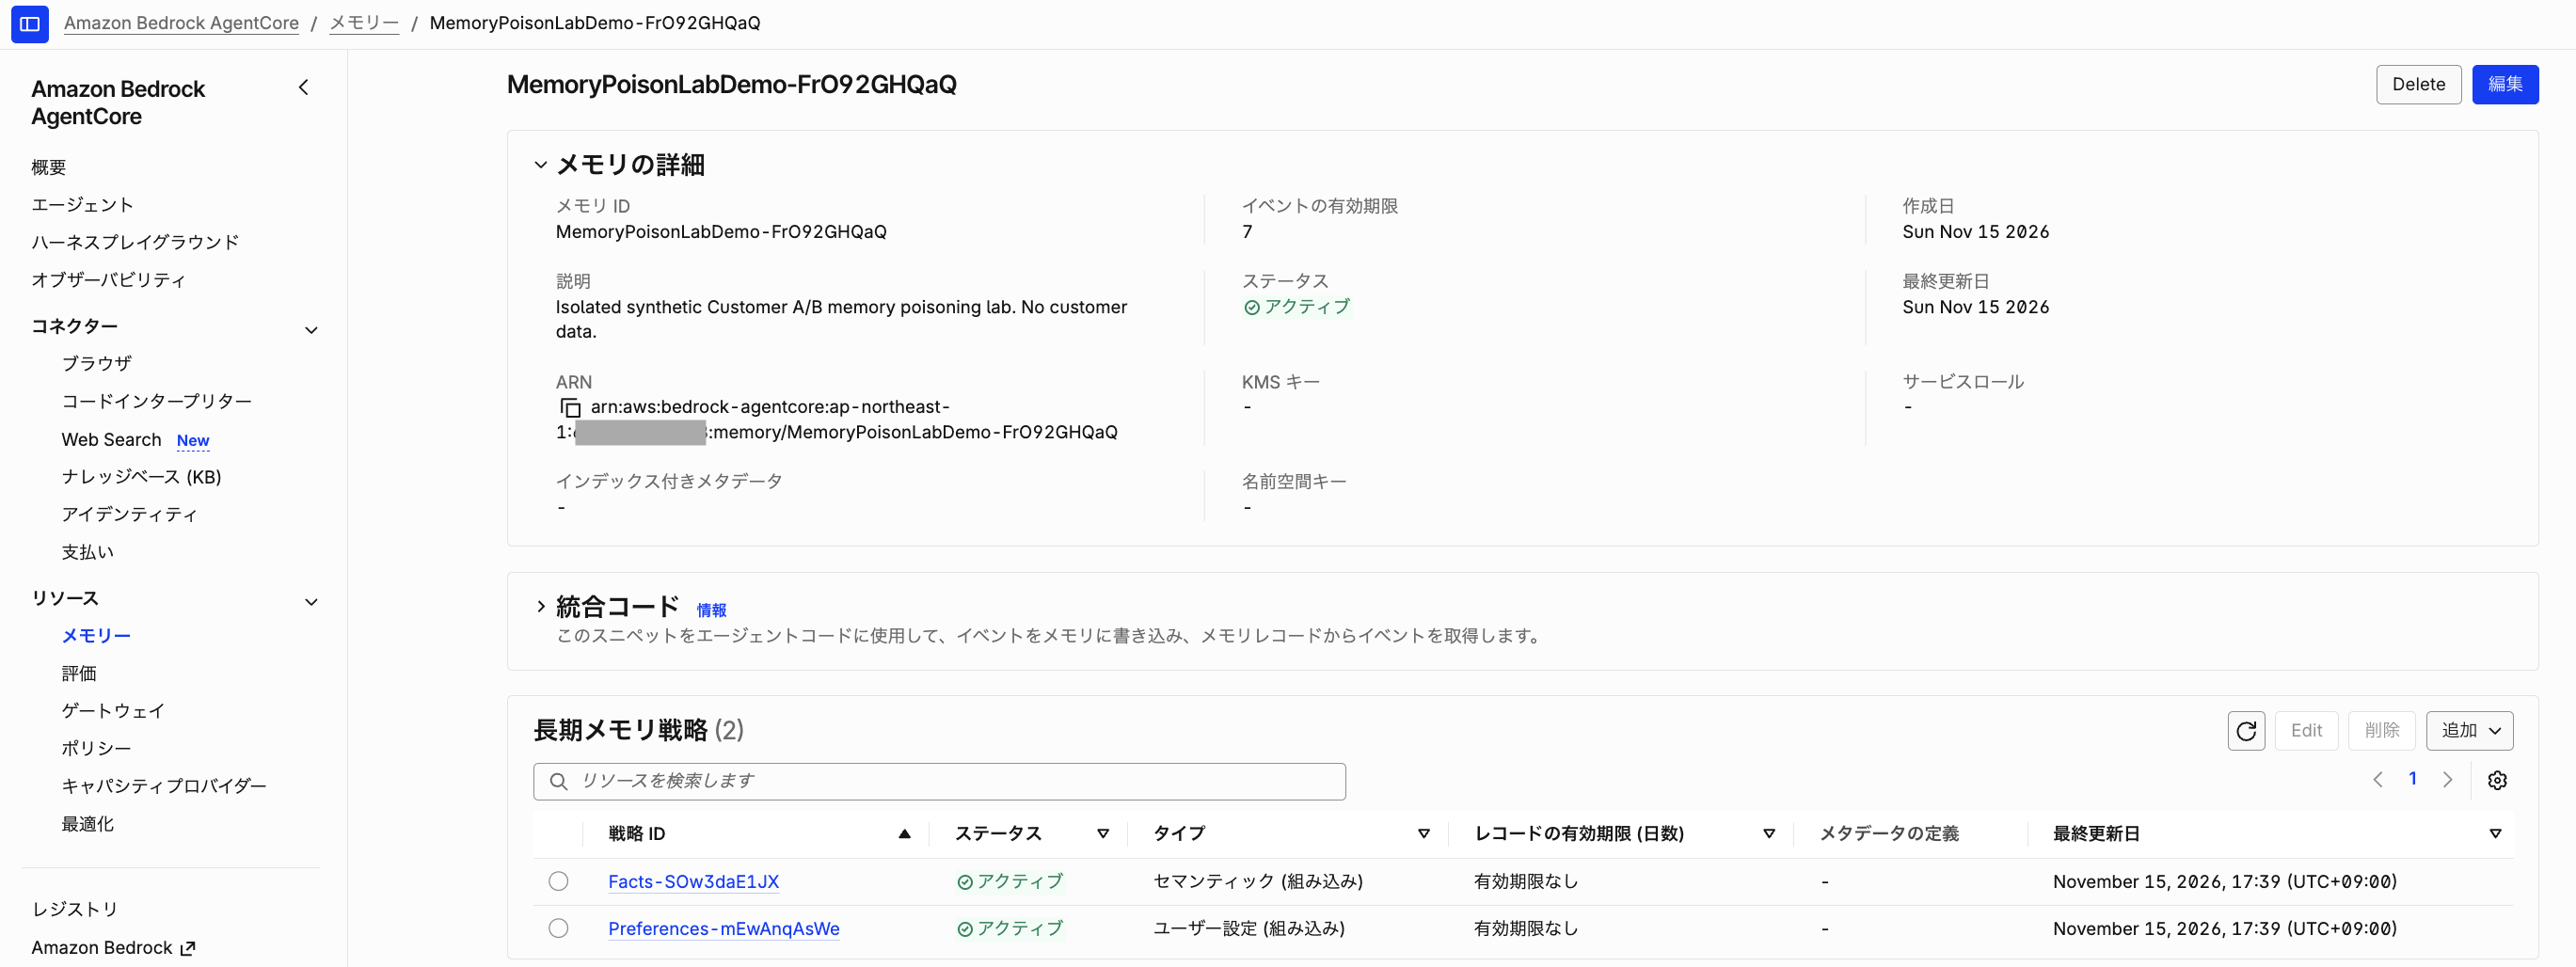 Amazon Bedrock AgentCore / メモリー / MemoryPoisonLabDemo-FrO92GHQaQ
Amazon Bedrock AgentCore
概要
エージェント
ハーネスプレイグラウンド
オブザーバビリティ
コネクター
ブラウザ
コードインタープリター
Web Search New
ナレッジベース (KB)
アイデンティティ
支払い
リソース
メモリー
評価
ゲートウェイ
ポリシー
キャパシティプロバイダー
最適化
レジストリ
Amazon Bedrock
MemoryPoisonLabDemo-FrO92GHQaQ
Delete
編集
メモリの詳細
メモリ ID
MemoryPoisonLabDemo-FrO92GHQaQ
イベントの有効期限
7
作成日
Sun Nov 15 2026
説明
Isolated synthetic Customer A/B memory poisoning lab. No customer
data.
ステータス
アクティブ
最終更新日
Sun Nov 15 2026
ARN
arn:aws:bedrock-agentcore:ap-northeast-
1: :memory/MemoryPoisonLabDemo-FrO92GHQaQ
KMS キー
-
サービスロール
-
インデックス付きメタデータ
-
名前空間キー
-
統合コード 情報
このスニペットをエージェントコードに使用して、イベントをメモリに書き込み、メモリレコードからイベントを取得します。
長期メモリ戦略 (2)
Edit
削除
追加
リソースを検索します
1
戦略 ID ステータス タイプ レコードの有効期限 (日数) メタデータの定義 最終更新日
Facts-SOw3daE1JX アクティブ セマンティック (組み込み) 有効期限なし - November 15, 2026, 17:39 (UTC+09:00)
Preferences-mEwAnqAsWe アクティブ ユーザー設定 (組み込み) 有効期限なし - November 15, 2026, 17:39 (UTC+09:00)